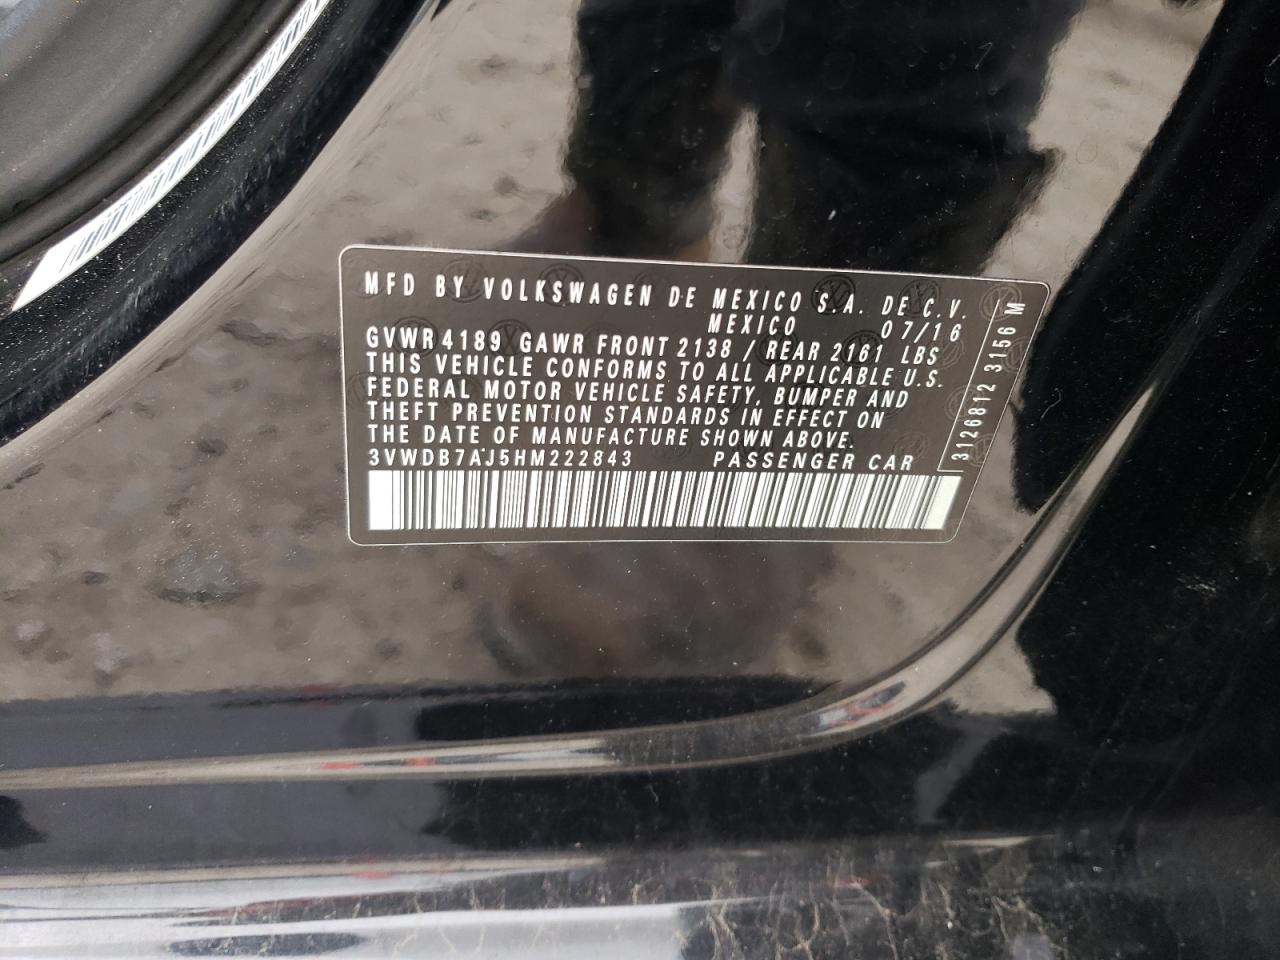 MFD BY VOLKSWAGEN DE MEXICO S.A. DE C.V.
MEXICO 07/16
GVWR 4189 GAWR FRONT 2138 / REAR 2161 LBS
THIS VEHICLE CONFORMS TO ALL APPLICABLE U.S.
FEDERAL MOTOR VEHICLE SAFETY, BUMPER AND
THEFT PREVENTION STANDARDS IN EFFECT ON
THE DATE OF MANUFACTURE SHOWN ABOVE.
3VWDB7AJ5HM222843 PASSENGER CAR
3126812 3156 M